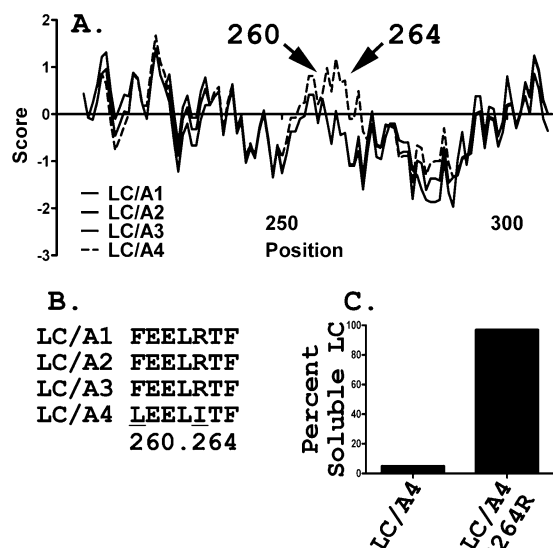 A.
260 264
2
1
0
-1
-2
-3
Score
LC/A1
LC/A2
LC/A3
LC/A4
250
300
Position
B.
LC/A1 FEELRTF
LC/A2 FEELRTF
LC/A3 FEELRTF
LC/A4 LEELITF
260.264
C.
100
80
60
40
20
0
Percent
Soluble LC
LC/A4
LC/A4
264R